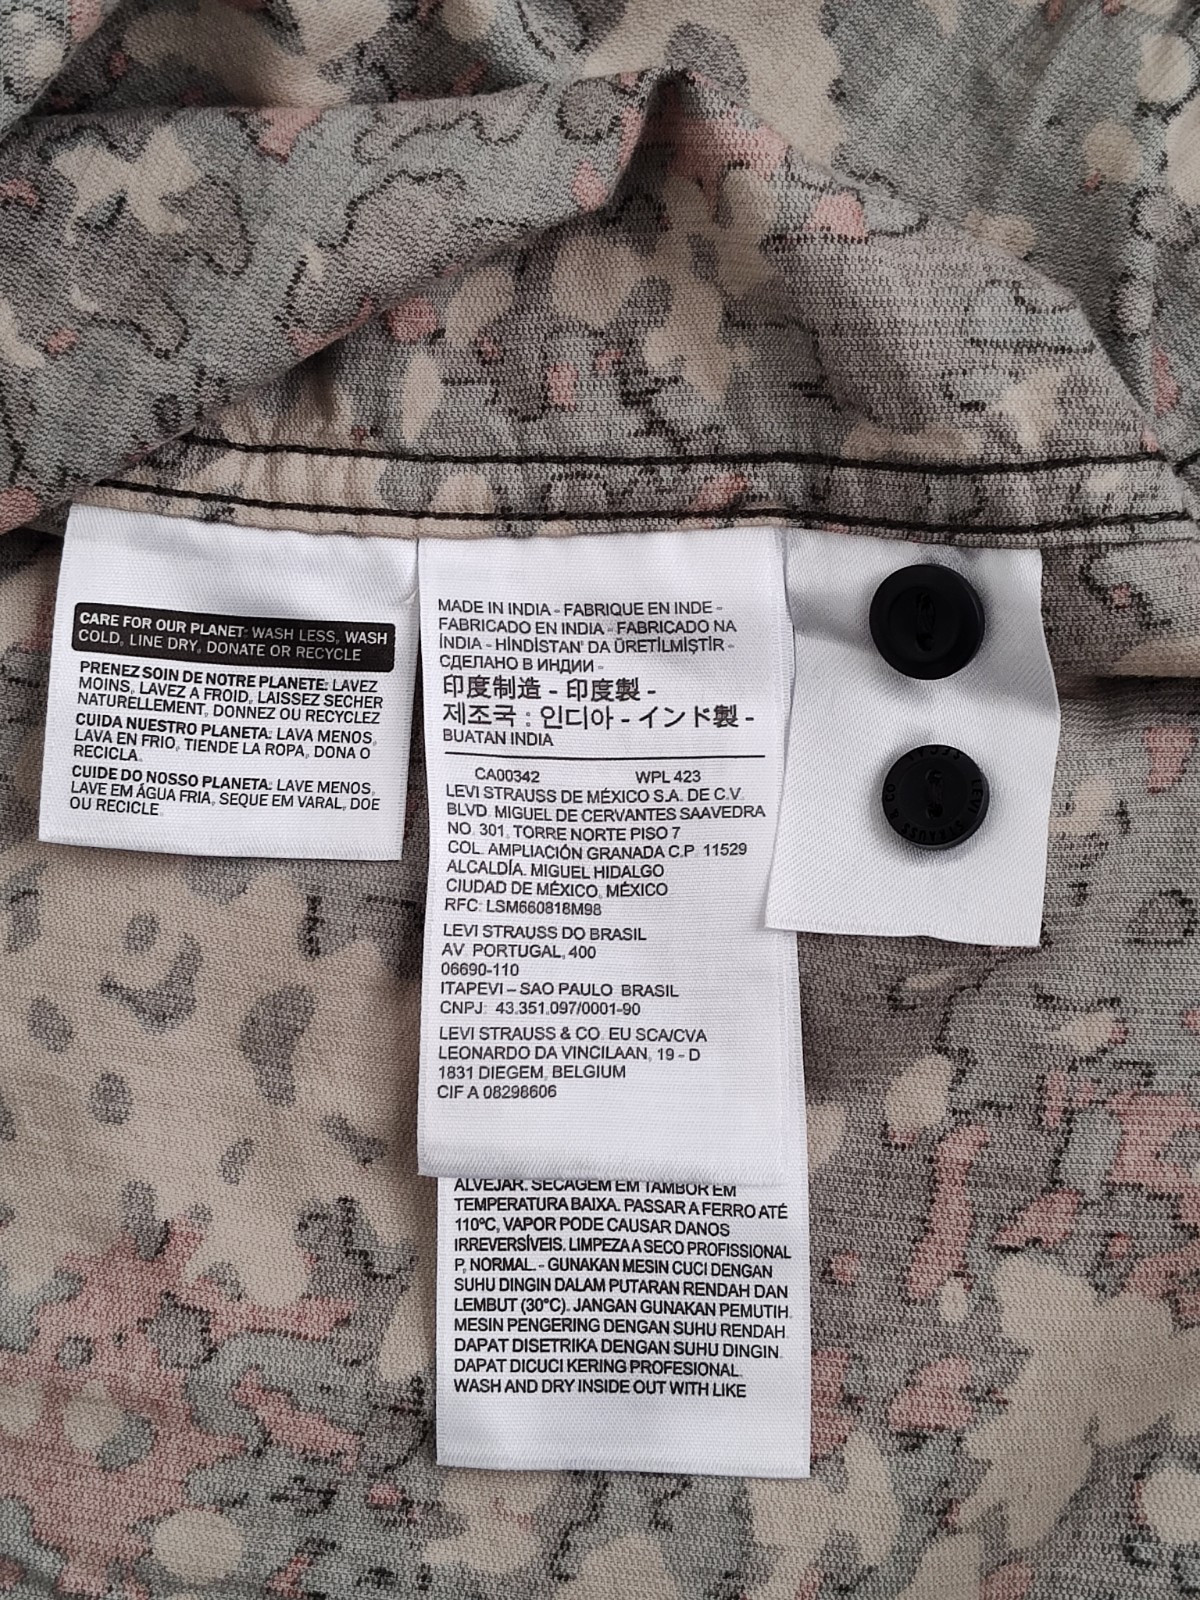 CARE FOR OUR PLANET: WASH LESS, WASH
COLD, LINE DRY, DONATE OR RECYCLE
PRENEZ SOIN DE NOTRE PLANETE: LAVEZ
MOINS, LAVEZ A FROID, LAISSEZ SECHER
NATURELLEMENT, DONNEZ OU RECYCLEZ
CUIDA NUESTRO PLANETA: LAVA MENOS,
LAVA EN FRIO, TIENDE LA ROPA, DONA O
RECICLA.
CUIDE DO NOSSO PLANETA: LAVE MENOS,
LAVE EM ÁGUA FRIA, SEQUE EM VARAL, DOE
OU RECICLE.
MADE IN INDIA - FABRIQUE EN INDE -
FABRICADO EN INDIA - FABRICADO NA
ÍNDIA - HİNDİSTAN' DA ÜRETİLMİŞTİR -
СДЕЛАНО В ИНДИИ -
印度制造 - 印度製 -
제조국 : 인디아 - インド製 -
BUATAN INDIA
CA00342 WPL 423
LEVI STRAUSS DE MÉXICO S.A. DE C.V.
BLVD. MIGUEL DE CERVANTES SAAVEDRA
NO. 301, TORRE NORTE PISO 7
COL. AMPLIACIÓN GRANADA C.P. 11529
ALCALDÍA. MIGUEL HIDALGO
CIUDAD DE MÉXICO, MÉXICO
RFC: LSM660818M98
LEVI STRAUSS DO BRASIL
AV. PORTUGAL, 400
06690-110
ITAPEVI – SAO PAULO BRASIL
CNPJ: 43.351.097/0001-90
LEVI STRAUSS & CO. EU SCA/CVA
LEONARDO DA VINCILAAN, 19 - D
1831 DIEGEM, BELGIUM
CIF A 08298606
ALVEJAR. SECAGEM EM TAMBOR EM
TEMPERATURA BAIXA. PASSAR A FERRO ATÉ
110ºC, VAPOR PODE CAUSAR DANOS
IRREVERSÍVEIS. LIMPEZA A SECO PROFISSIONAL
P, NORMAL. - GUNAKAN MESIN CUCI DENGAN
SUHU DINGIN DALAM PUTARAN RENDAH DAN
LEMBUT (30°C). JANGAN GUNAKAN PEMUTIH.
MESIN PENGERING DENGAN SUHU RENDAH.
DAPAT DISETRIKA DENGAN SUHU DINGIN.
DAPAT DICUCI KERING PROFESIONAL.
WASH AND DRY INSIDE OUT WITH LIKE
LEVI STRAUSS & CO